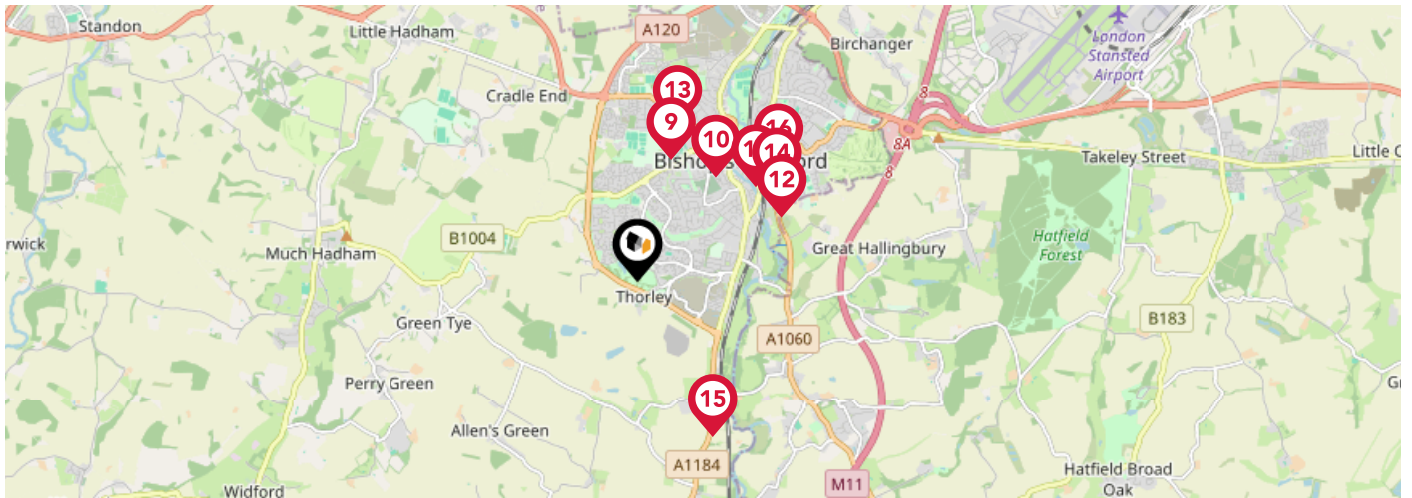 Standon
Little Hadham
A120
Birchanger
London
Stansted
Airport
Cradle End
8
13
9
10
16
14
12
8A
8
Takeley Street
B1004
Much Hadham
Great Hallingbury
Hatfield
Forest
Thorley
Green Tye
A1060
B183
Perry Green
15
Allen's Green
A1184
M11
Hatfield Broad
Oak
Widford